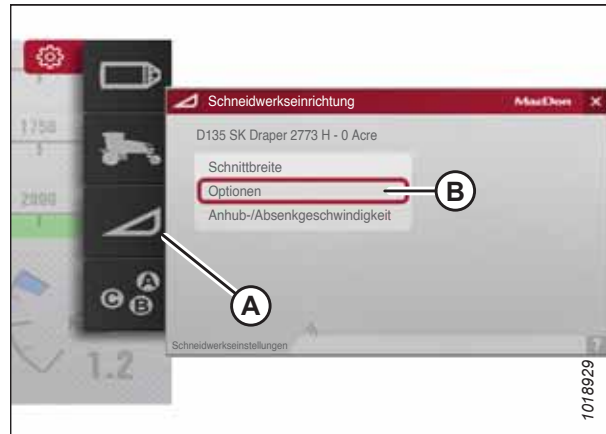 Schneidwerkseinrichtung MacDon X
1750
D135 SK Draper 2773 H - 0 Acre
Schnittbreite
Optionen
B
Anhub-/Absenkgeschwindigkeit
2000
A
C B
A
1.2
Schneidwerkseinstellungen ?
1018929